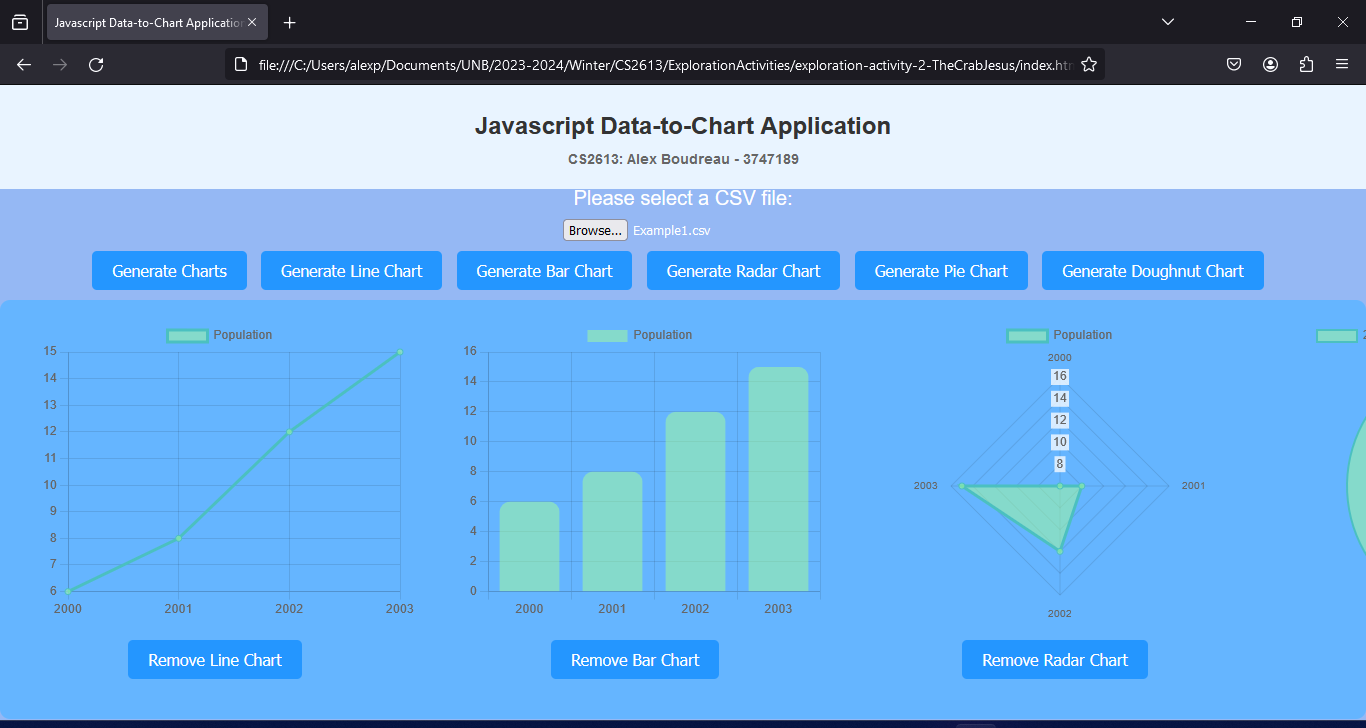 Javascript Data-to-Chart Application
file:///C:/Users/alexp/Documents/UNB/2023-2024/Winter/CS2613/ExplorationActivities/exploration-activity-2-TheCrabJesus/index.htm
Javascript Data-to-Chart Application
CS2613: Alex Boudreau - 3747189
Please select a CSV file:
Browse... Example1.csv
Generate Charts Generate Line Chart Generate Bar Chart Generate Radar Chart Generate Pie Chart Generate Doughnut Chart
Population
15
14
13
12
11
10
9
8
7
6
2000 2001 2002 2003
Remove Line Chart
Population
16
14
12
10
8
6
4
2
0
2000 2001 2002 2003
Remove Bar Chart
Population
2000
16
14
12
10
8
2003 2001
2002
Remove Radar Chart